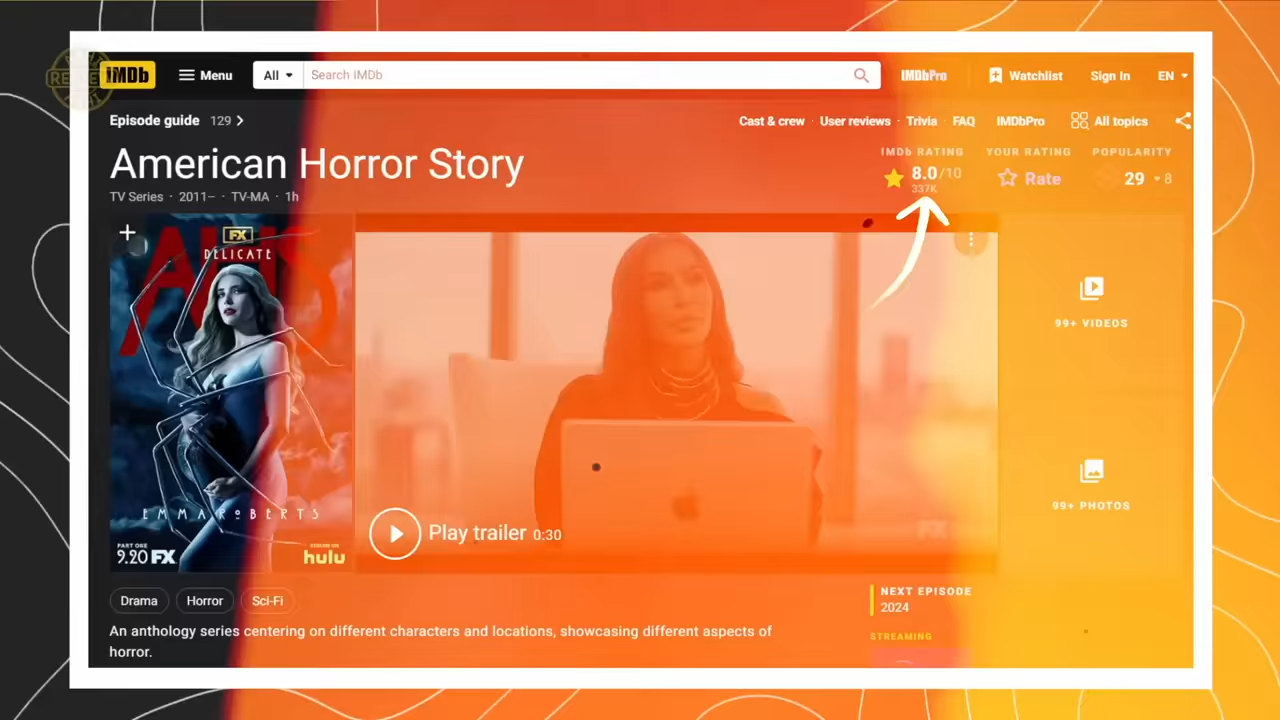 IMDb Menu All Search IMDb IMDbPro Watchlist Sign In EN
Episode guide 129 Cast & crew · User reviews · Trivia · FAQ IMDbPro All topics
American Horror Story
IMDb RATING YOUR RATING POPULARITY
8.0/10 Rate 29 8
337K
TV Series · 2011– · TV-MA · 1h
AHS
FX
DELICATE
EMMA ROBERTS
PART ONE
9.20 FX
hulu
Play trailer 0:30
FX
99+ VIDEOS
99+ PHOTOS
Drama Horror Sci-Fi
An anthology series centering on different characters and locations, showcasing different aspects of
horror.
NEXT EPISODE
2024
STREAMING